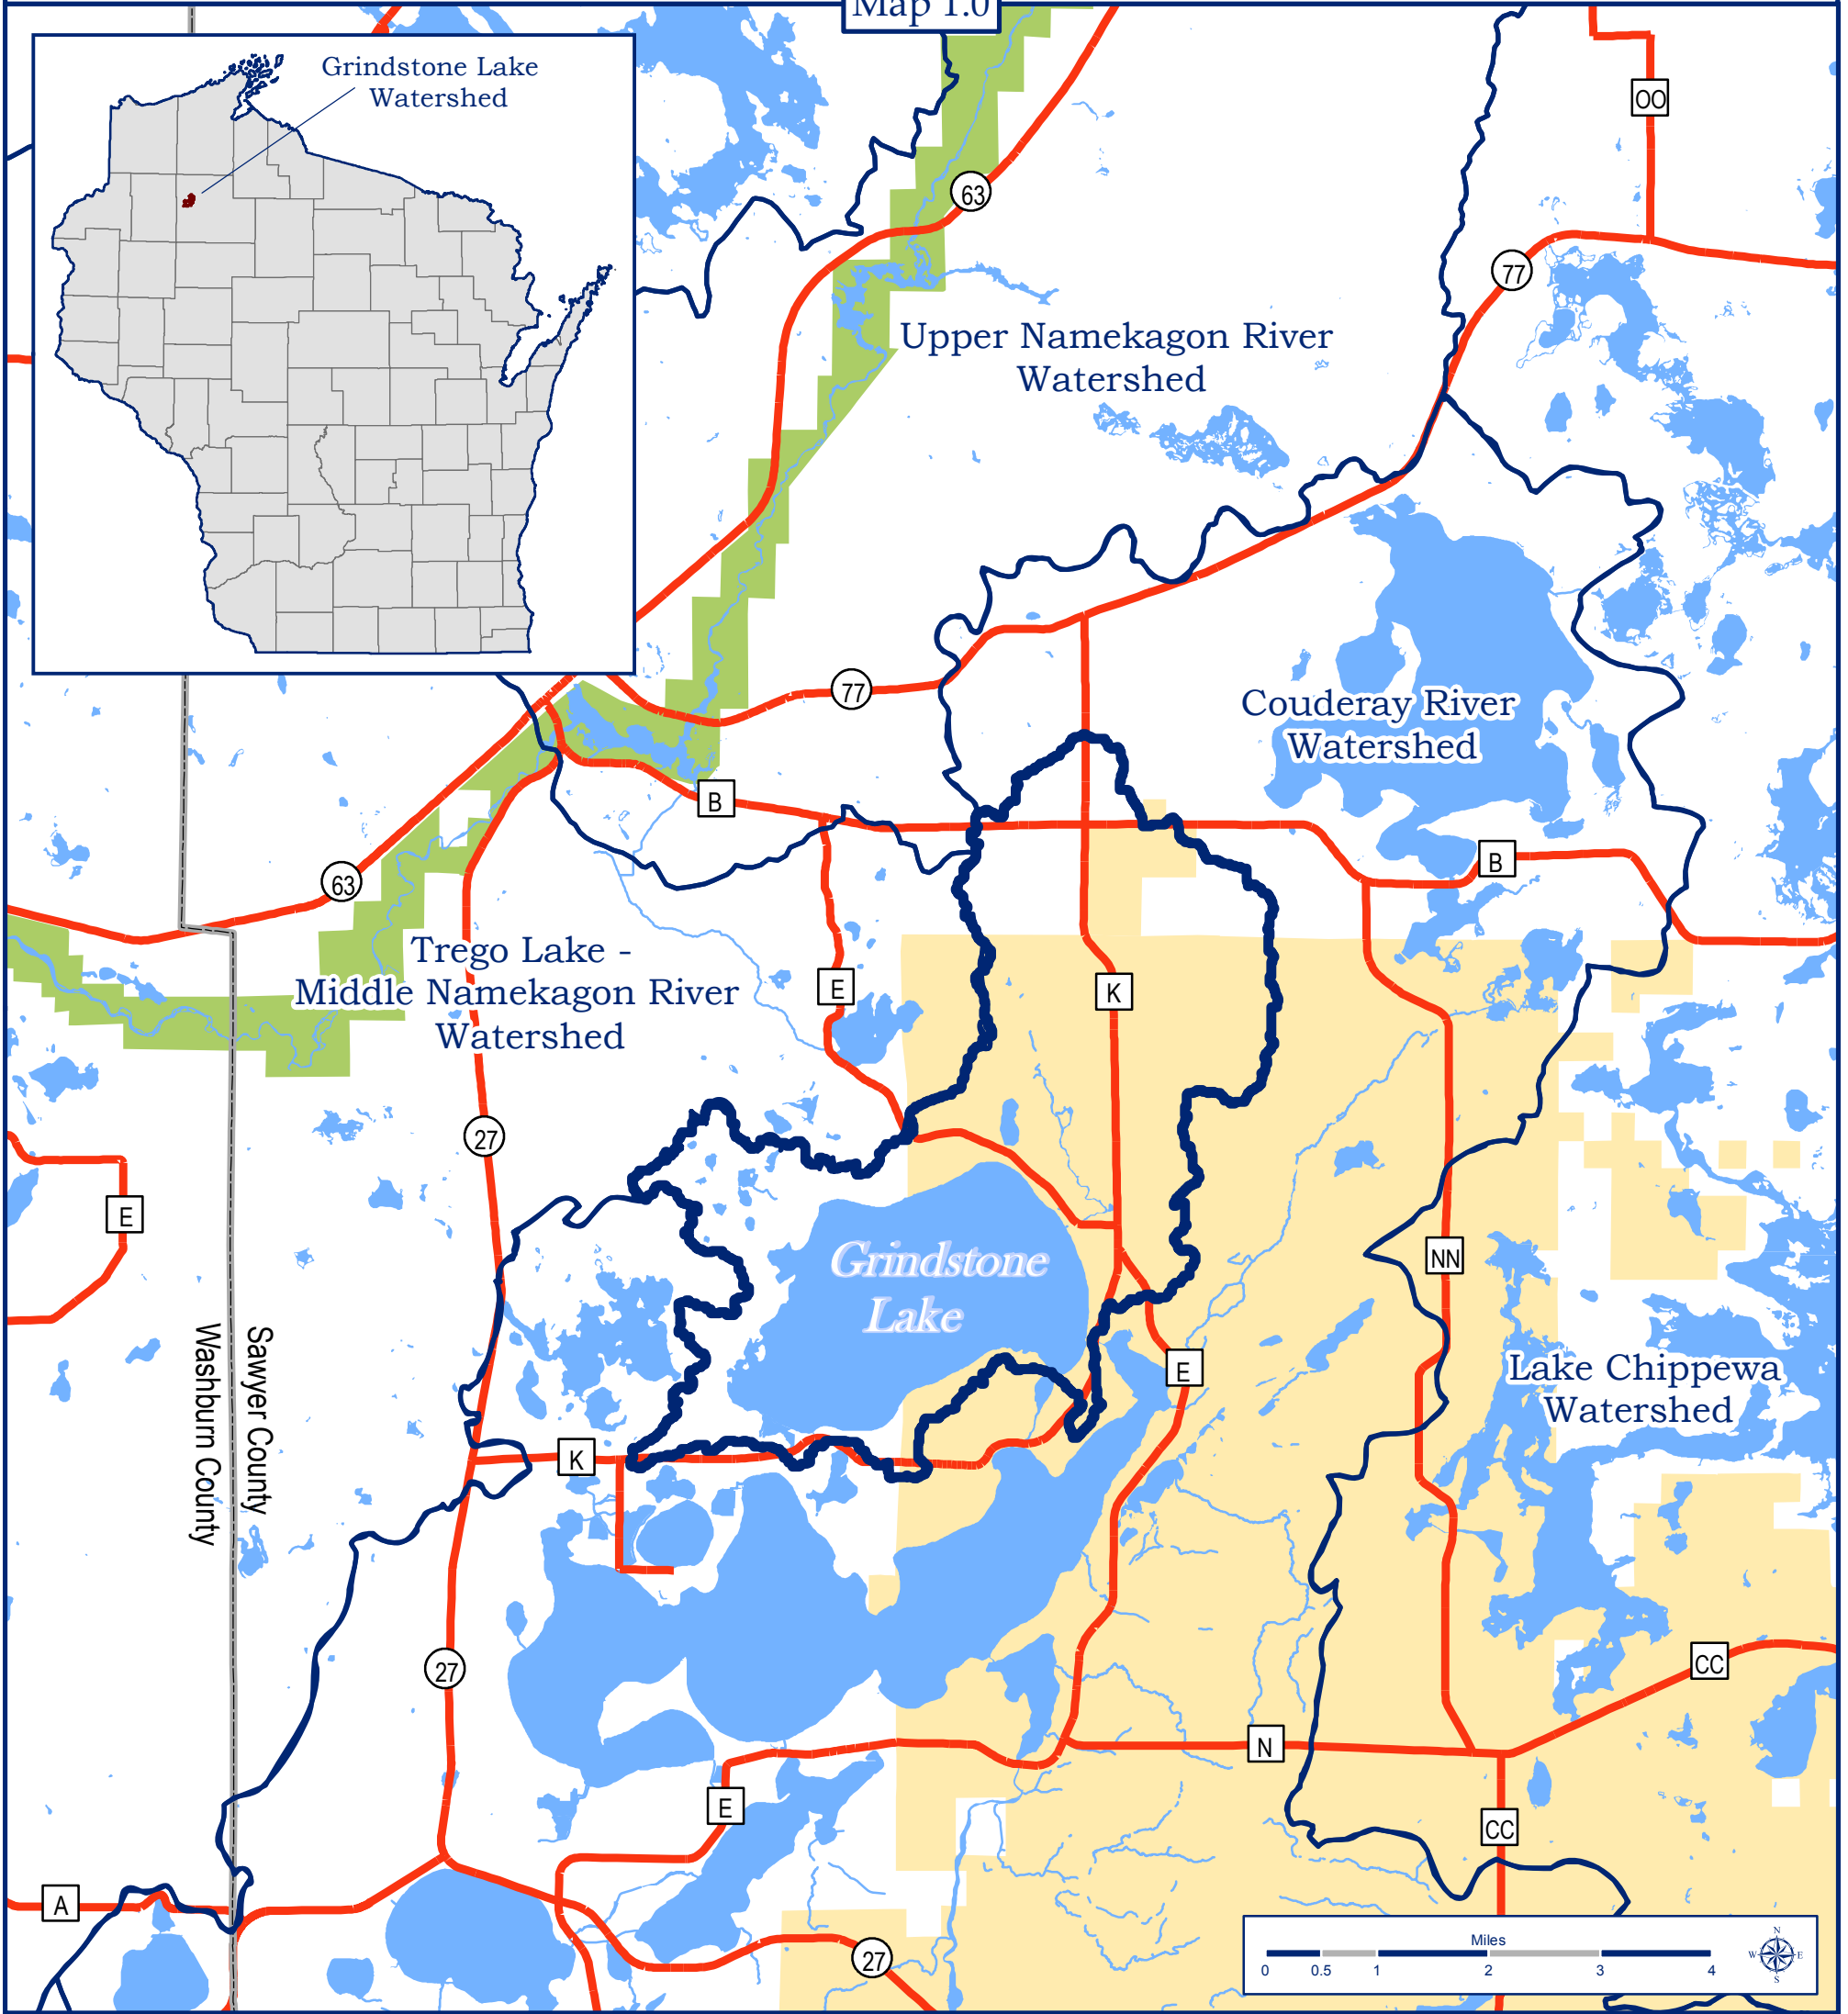 Map 1.0
Grindstone Lake
Watershed
OO
63
77
Upper Namekagon River
Watershed
77
Couderay River
Watershed
B
B
63
Trego Lake -
Middle Namekagon River
Watershed
E
K
27
E
Grindstone
Lake
NN
Sawyer County
Washburn County
E
Lake Chippewa
Watershed
K
27
CC
N
E
CC
A
27
Miles
0 0.5 1 2 3 4
N
W E
S